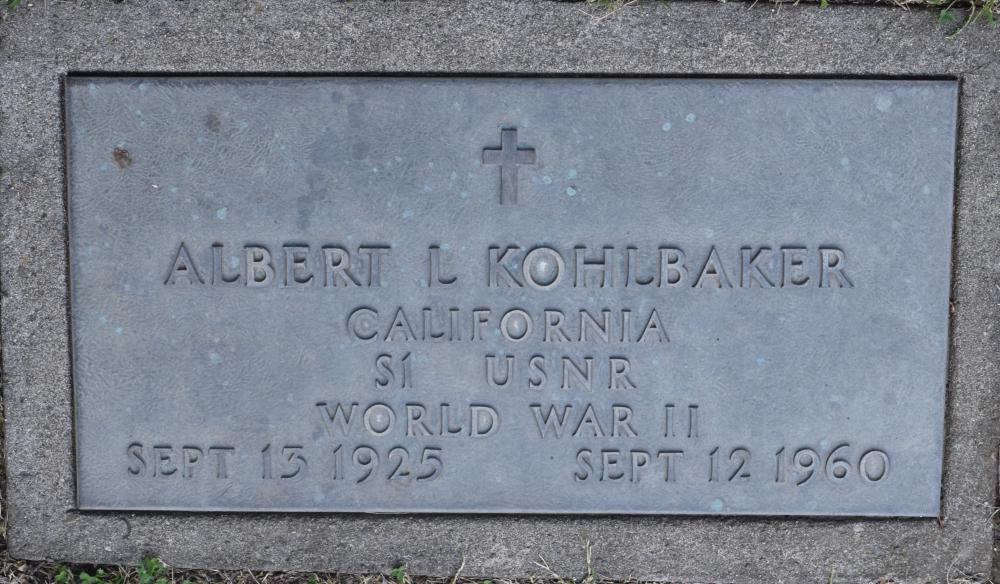 ALBERT L KOHLBAKER
CALIFORNIA
S1 USNR
WORLD WAR II
SEPT 13 1925 SEPT 12 1960